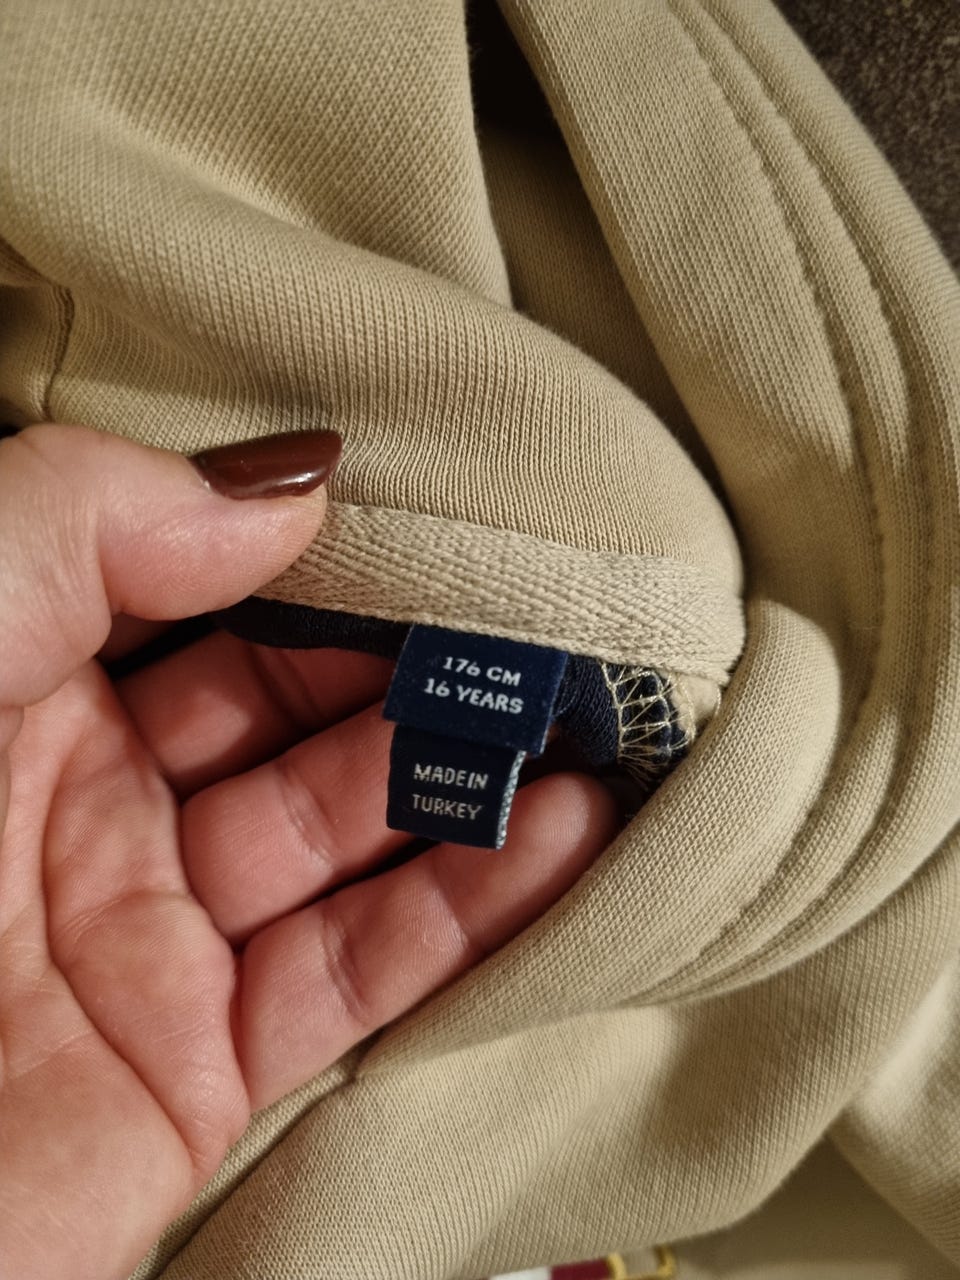 176 CM
16 YEARS
MADE IN
TURKEY